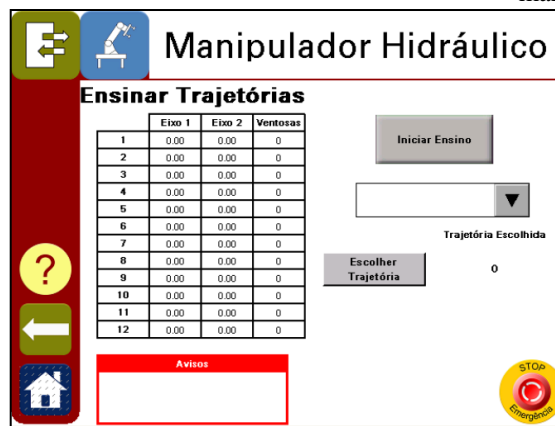 Manipulador Hidráulico
Ensinar Trajetórias
Eixo 1 Eixo 2 Ventosas
1 0.00 0.00 0
2 0.00 0.00 0
3 0.00 0.00 0
4 0.00 0.00 0
5 0.00 0.00 0
6 0.00 0.00 0
7 0.00 0.00 0
8 0.00 0.00 0
9 0.00 0.00 0
10 0.00 0.00 0
11 0.00 0.00 0
12 0.00 0.00 0
Iniciar Ensino
Trajetória Escolhida
Escolher
Trajetória
0
?
Avisos
STOP
Emergência